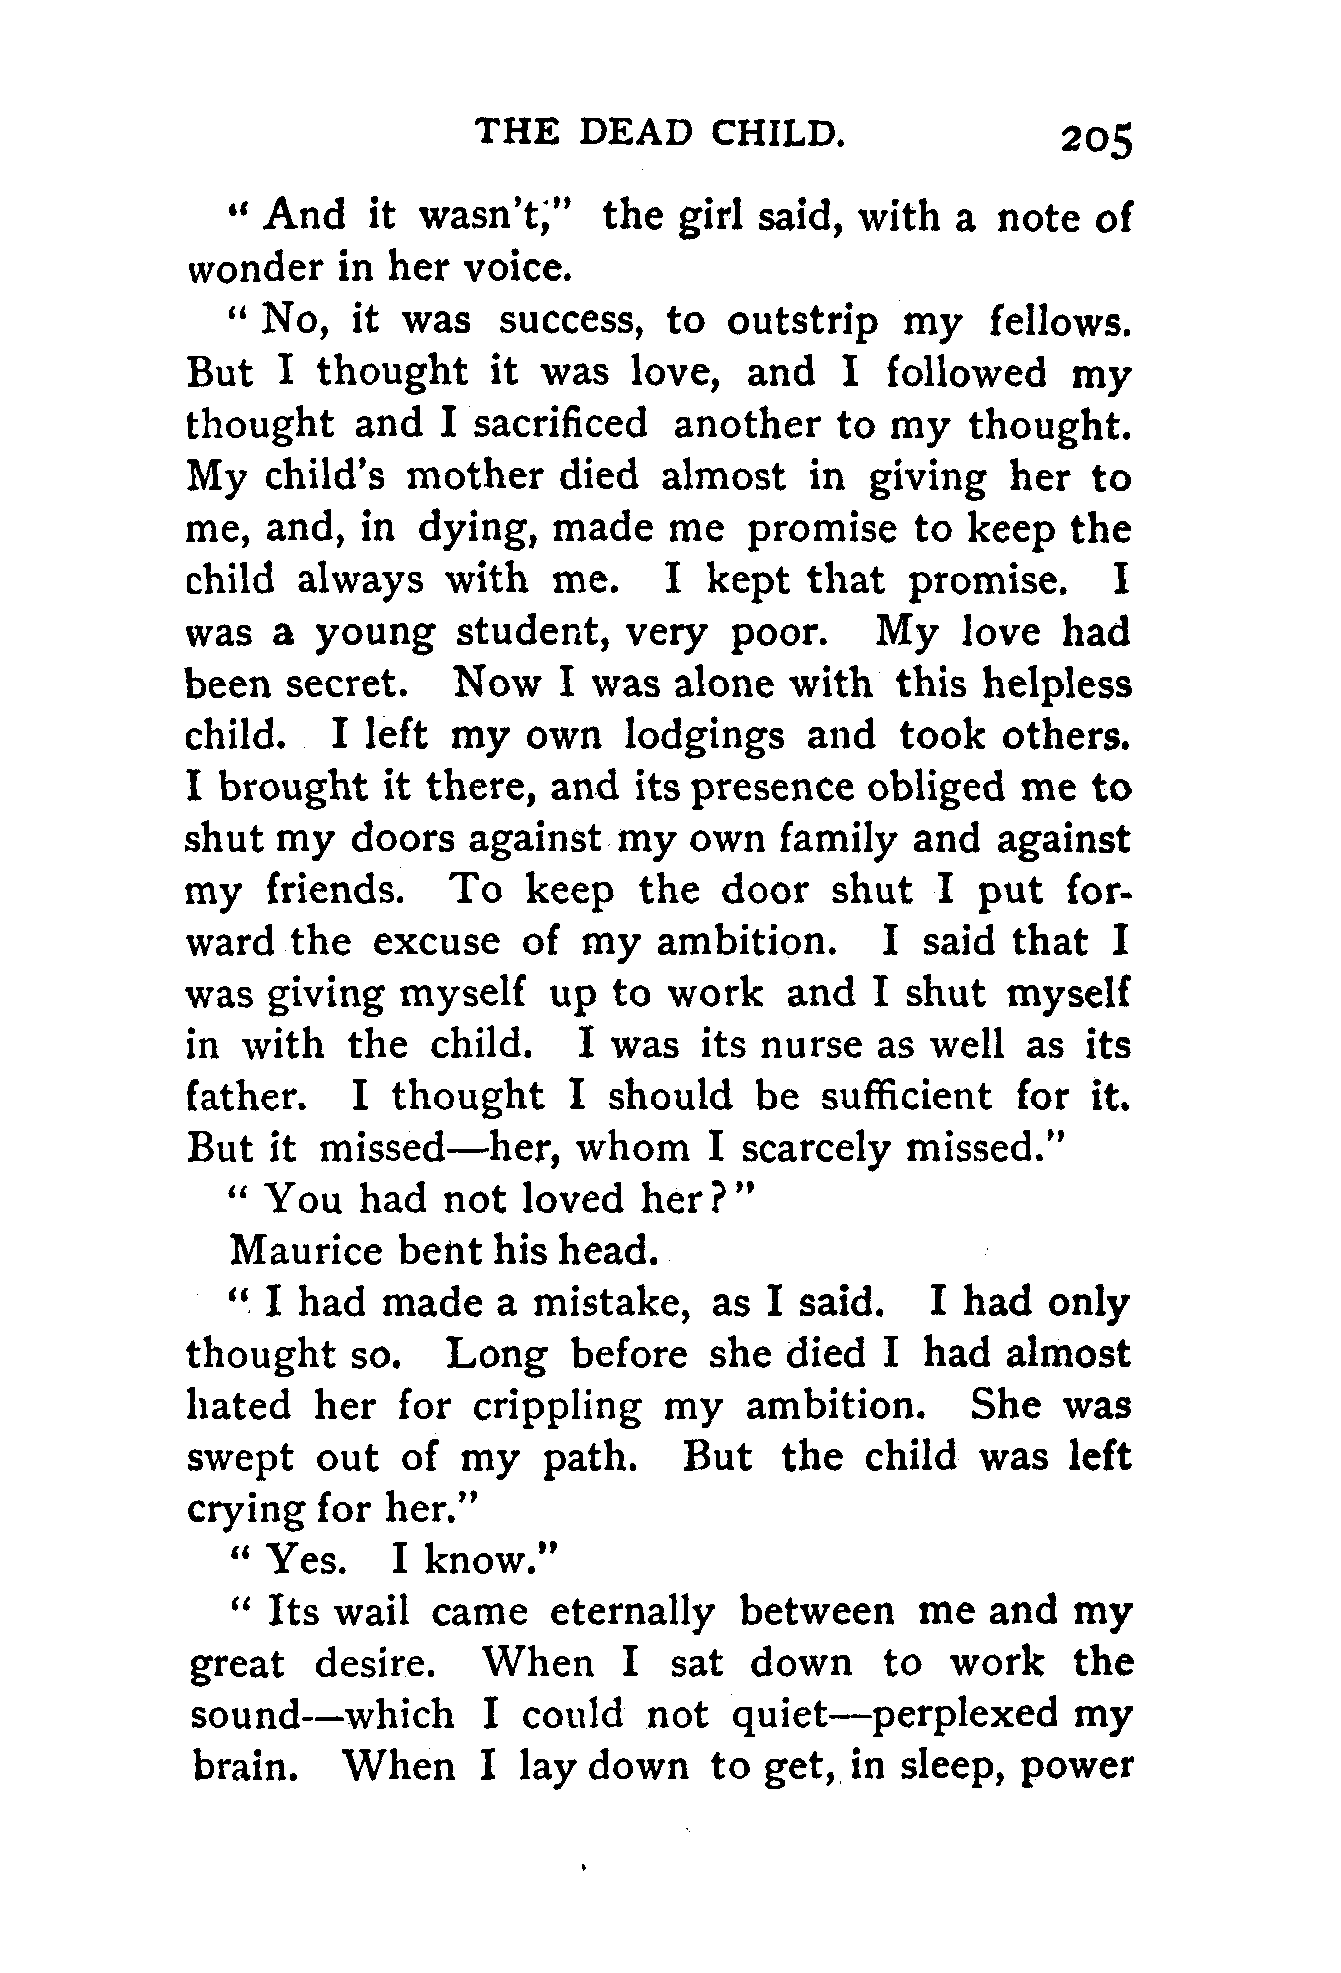 THE DEAD CHILD. 205
" And it wasn't," the girl said, with a note of
wonder in her voice.
" No, it was success, to outstrip my fellows.
But I thought it was love, and I followed my
thought and I sacrificed another to my thought.
My child's mother died almost in giving her to
me, and, in dying, made me promise to keep the
child always with me. I kept that promise. I
was a young student, very poor. My love had
been secret. Now I was alone with this helpless
child. I left my own lodgings and took others.
I brought it there, and its presence obliged me to
shut my doors against my own family and against
my friends. To keep the door shut I put for-
ward the excuse of my ambition. I said that I
was giving myself up to work and I shut myself
in with the child. I was its nurse as well as its
father. I thought I should be sufficient for it.
But it missed—her, whom I scarcely missed."
" You had not loved her?"
Maurice bent his head.
" I had made a mistake, as I said. I had only
thought so. Long before she died I had almost
hated her for crippling my ambition. She was
swept out of my path. But the child was left
crying for her."
" Yes. I know."
" Its wail came eternally between me and my
great desire. When I sat down to work the
sound—which I could not quiet—perplexed my
brain. When I lay down to get, in sleep, power